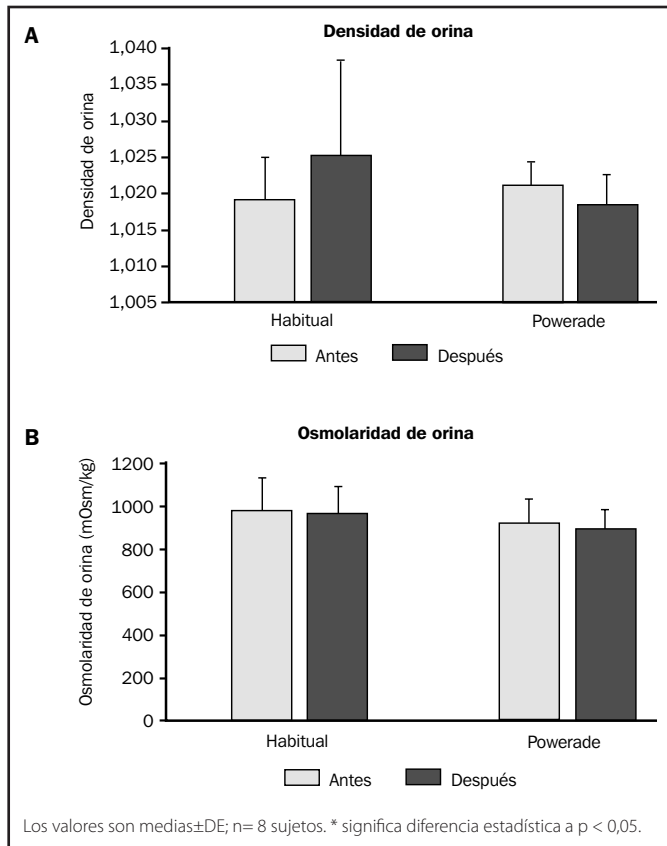 A
Densidad de orina
Densidad de orina
1,040
1,035
1,030
1,025
1,020
1,015
1,010
1,005
Habitual
Powerade
Antes
Después
B
Osmolaridad de orina
Osmolaridad de orina (mOsm/kg)
1200
1000
800
600
400
200
0
Habitual
Powerade
Antes
Después
Los valores son medias±DE; n= 8 sujetos. * significa diferencia estadística a p < 0,05.